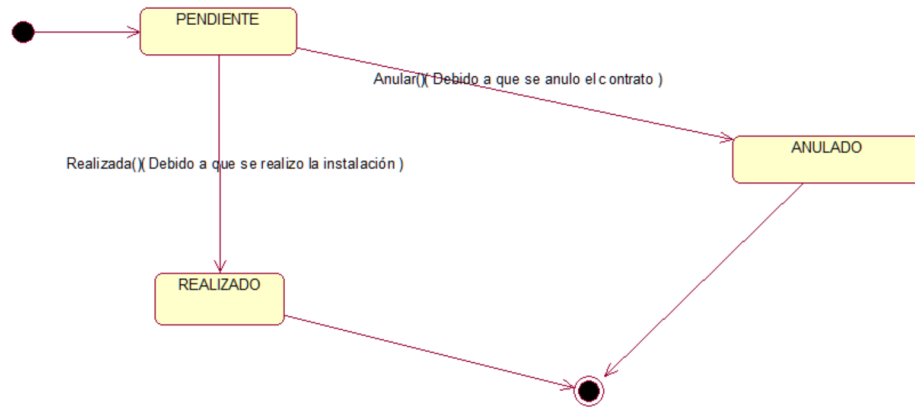 PENDIENTE
Anular()( Debido a que se anulo el contrato )
ANULADO
Realizada()( Debido a que se realizo la instalación )
REALIZADO